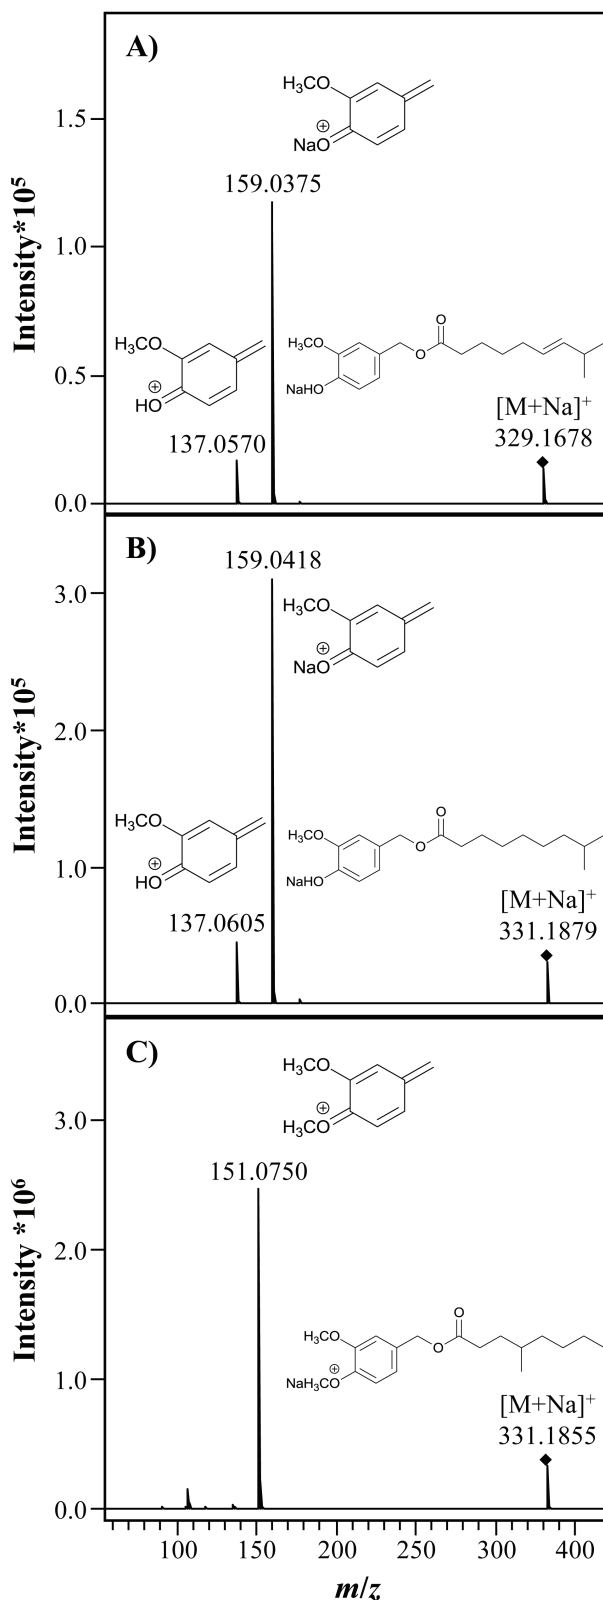 A)
H₃CO
⊕
NaO
159.0375
1.5
1.0
0.5
0.0
Intensity*10⁵
H₃CO
⊕
HO
137.0570
O
H₃CO
O
NaHO
[M+Na]⁺
329.1678
B)
159.0418
H₃CO
⊕
NaO
3.0
2.0
1.0
0.0
Intensity*10⁵
H₃CO
⊕
HO
137.0605
O
H₃CO
O
NaHO
[M+Na]⁺
331.1879
C)
H₃CO
⊕
H₃CO
151.0750
3.0
2.0
1.0
0.0
Intensity *10⁶
O
H₃CO
O
⊕
NaH₃CO
[M+Na]⁺
331.1855
100 150 200 250 300 350 400
m/z